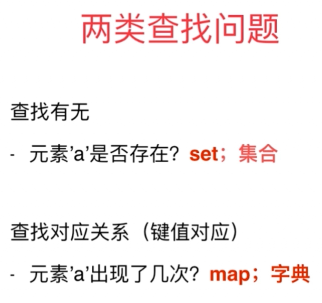 两类查找问题
查找有无
- 元素'a'是否存在？set；集合
查找对应关系（键值对应）
- 元素'a'出现了几次？map；字典